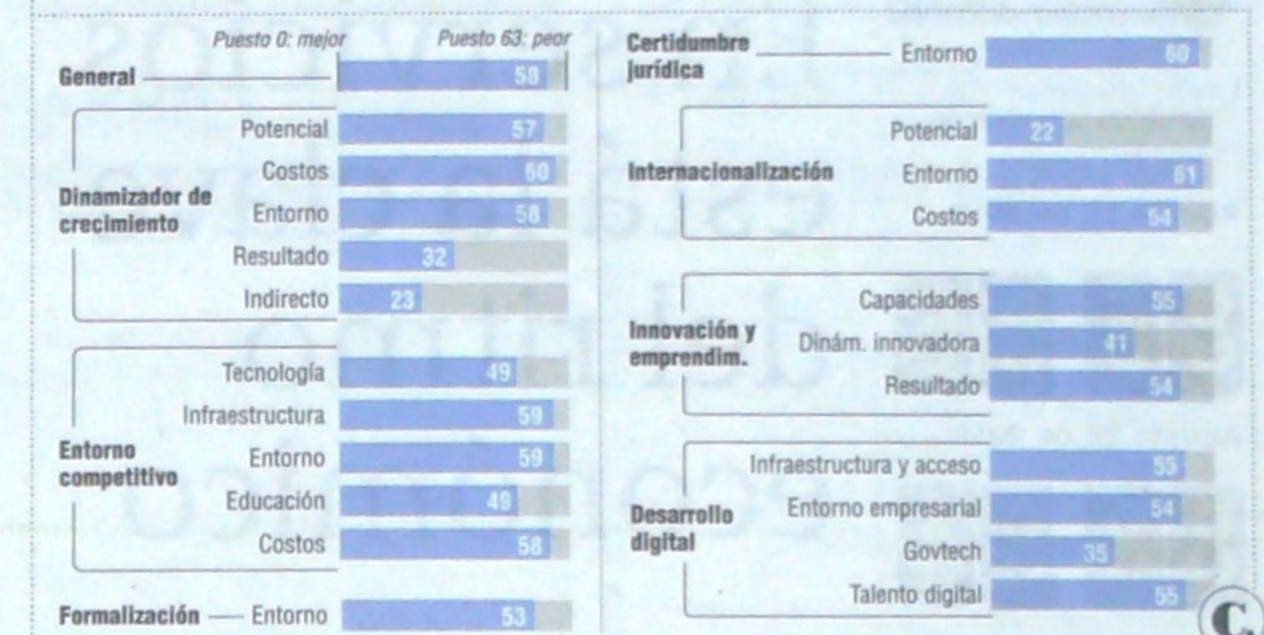 Puesto 0: mejor Puesto 63: peor
General 58
Dinamizador de
crecimiento
Potencial 57
Costos 60
Entorno 58
Resultado 32
Indirecto 23
Entorno
competitivo
Tecnología 49
Infraestructura 59
Entorno 59
Educación 49
Costos 58
Formalización Entorno 53
Certidumbre
jurídica
Entorno 60
Internacionalización
Potencial 22
Entorno 61
Costos 54
Innovación y
emprendim.
Capacidades 55
Dinám. innovadora 41
Resultado 54
Desarrollo
digital
Infraestructura y acceso 55
Entorno empresarial 54
Govtech 35
Talento digital 55
C